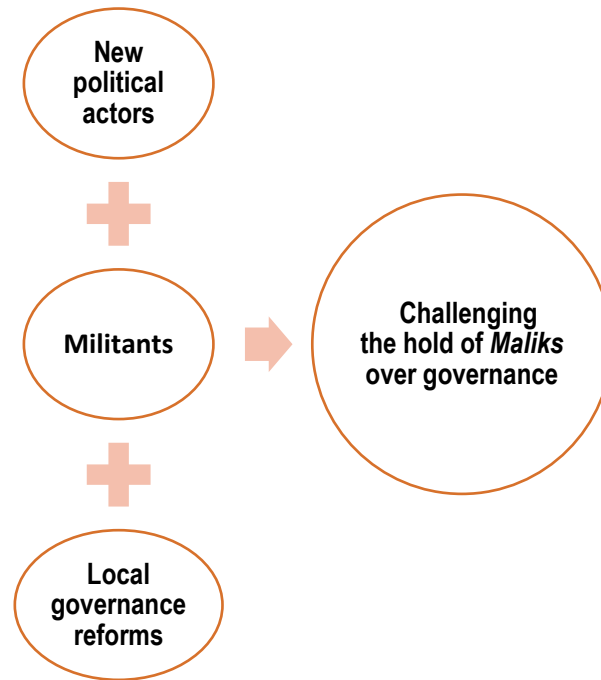 New
political
actors
Militants
Local
governance
reforms
Challenging
the hold of Maliks
over governance